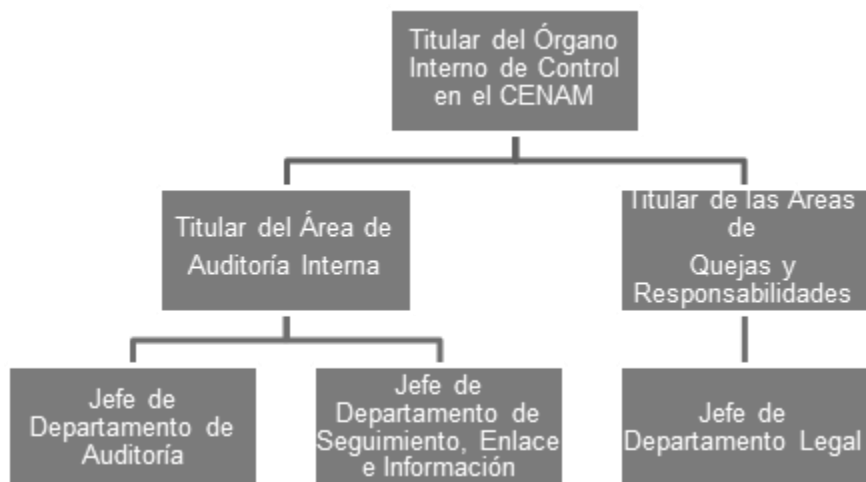 Titular del Órgano
Interno de Control
en el CENAM
Titular del Área de
Auditoría Interna
Titular de las Áreas
de
Quejas y
Responsabilidades
Jefe de
Departamento de
Auditoría
Jefe de
Departamento de
Seguimiento, Enlace
e Información
Jefe de
Departamento Legal